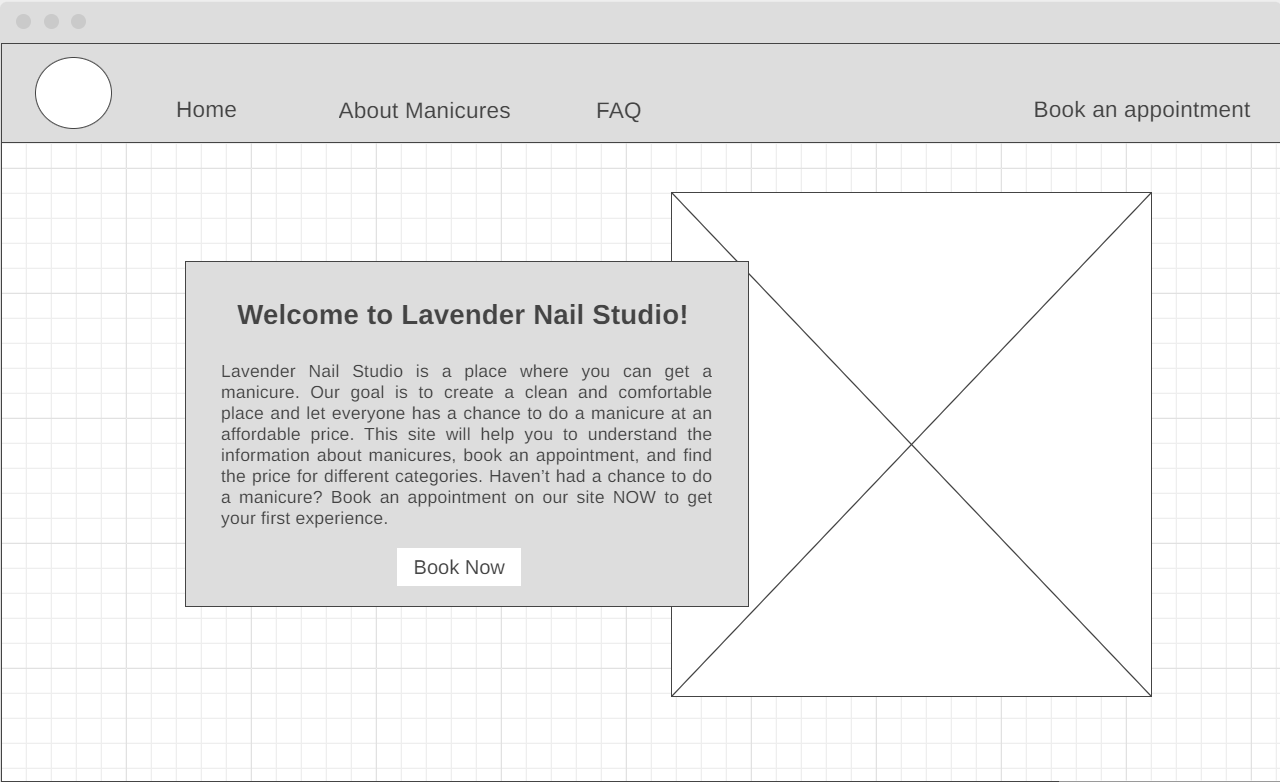 Home
About Manicures
FAQ
Book an appointment
Welcome to Lavender Nail Studio!
Lavender Nail Studio is a place where you can get a
manicure. Our goal is to create a clean and comfortable
place and let everyone has a chance to do a manicure at an
affordable price. This site will help you to understand the
information about manicures, book an appointment, and find
the price for different categories. Haven’t had a chance to do
a manicure? Book an appointment on our site NOW to get
your first experience.
Book Now